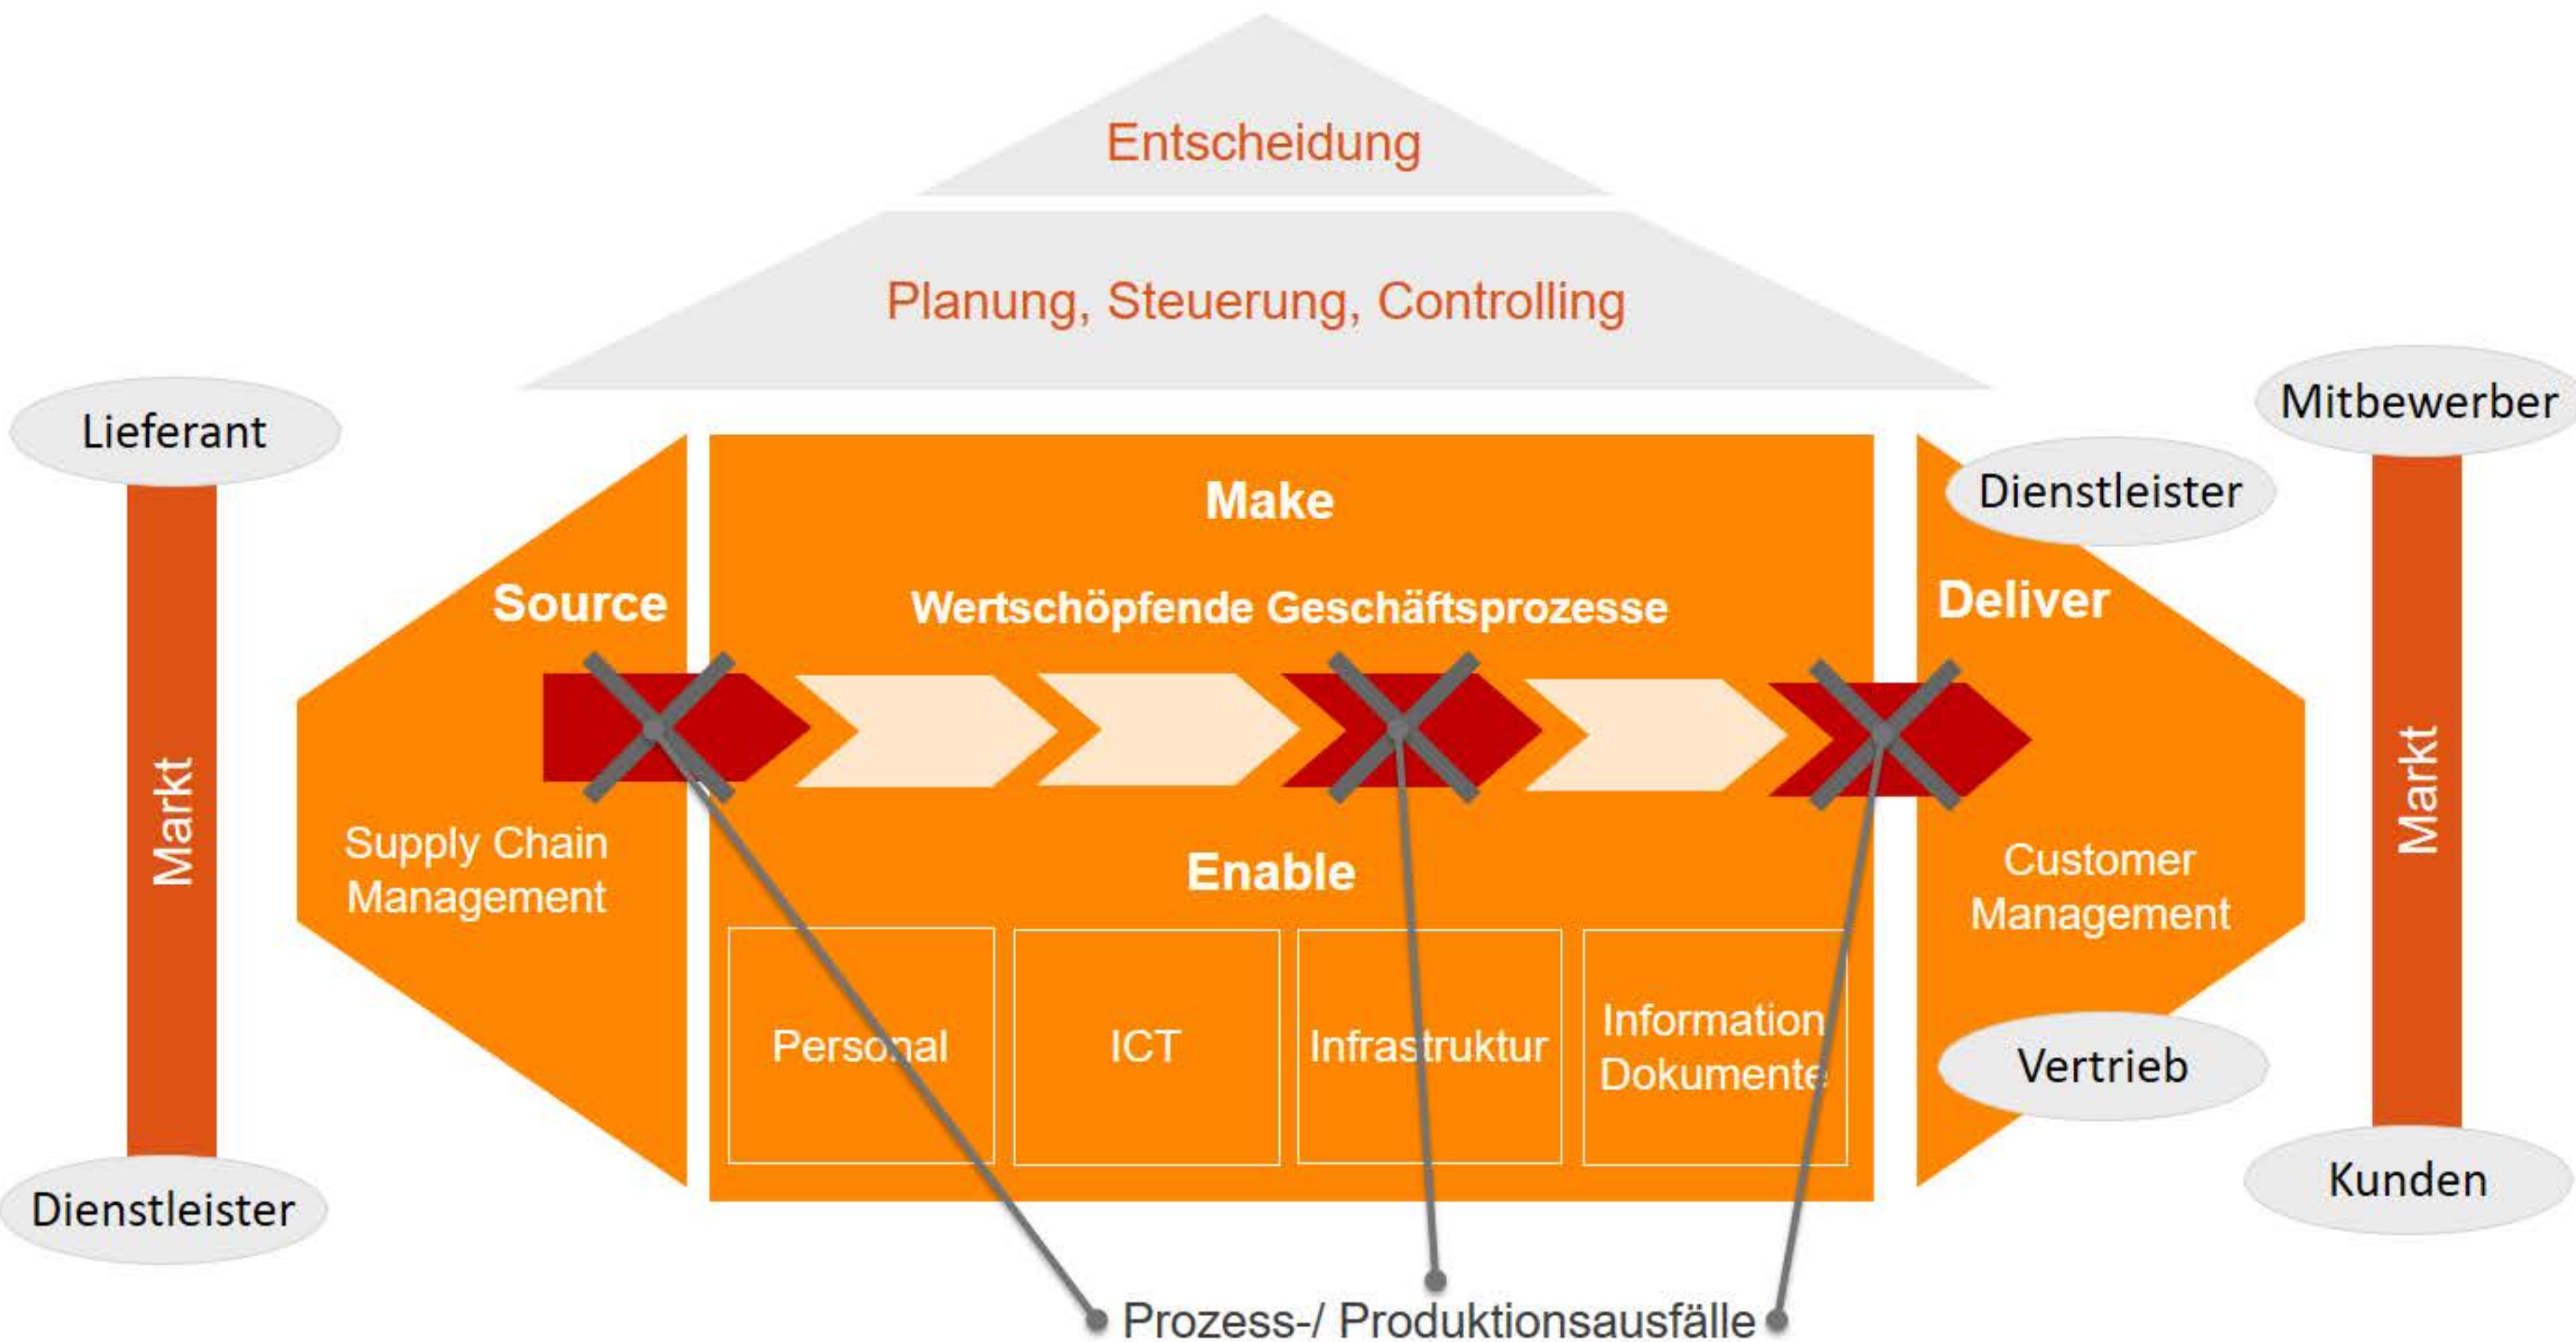 Entscheidung
Planung, Steuerung, Controlling
Lieferant
Markt
Dienstleister
Source
Supply Chain
Management
Make
Wertschöpfende Geschäftsprozesse
Enable
Personal
ICT
Infrastruktur
Information
Dokumente
Dienstleister
Deliver
Customer
Management
Vertrieb
Mitbewerber
Markt
Kunden
Prozess-/ Produktionsausfälle